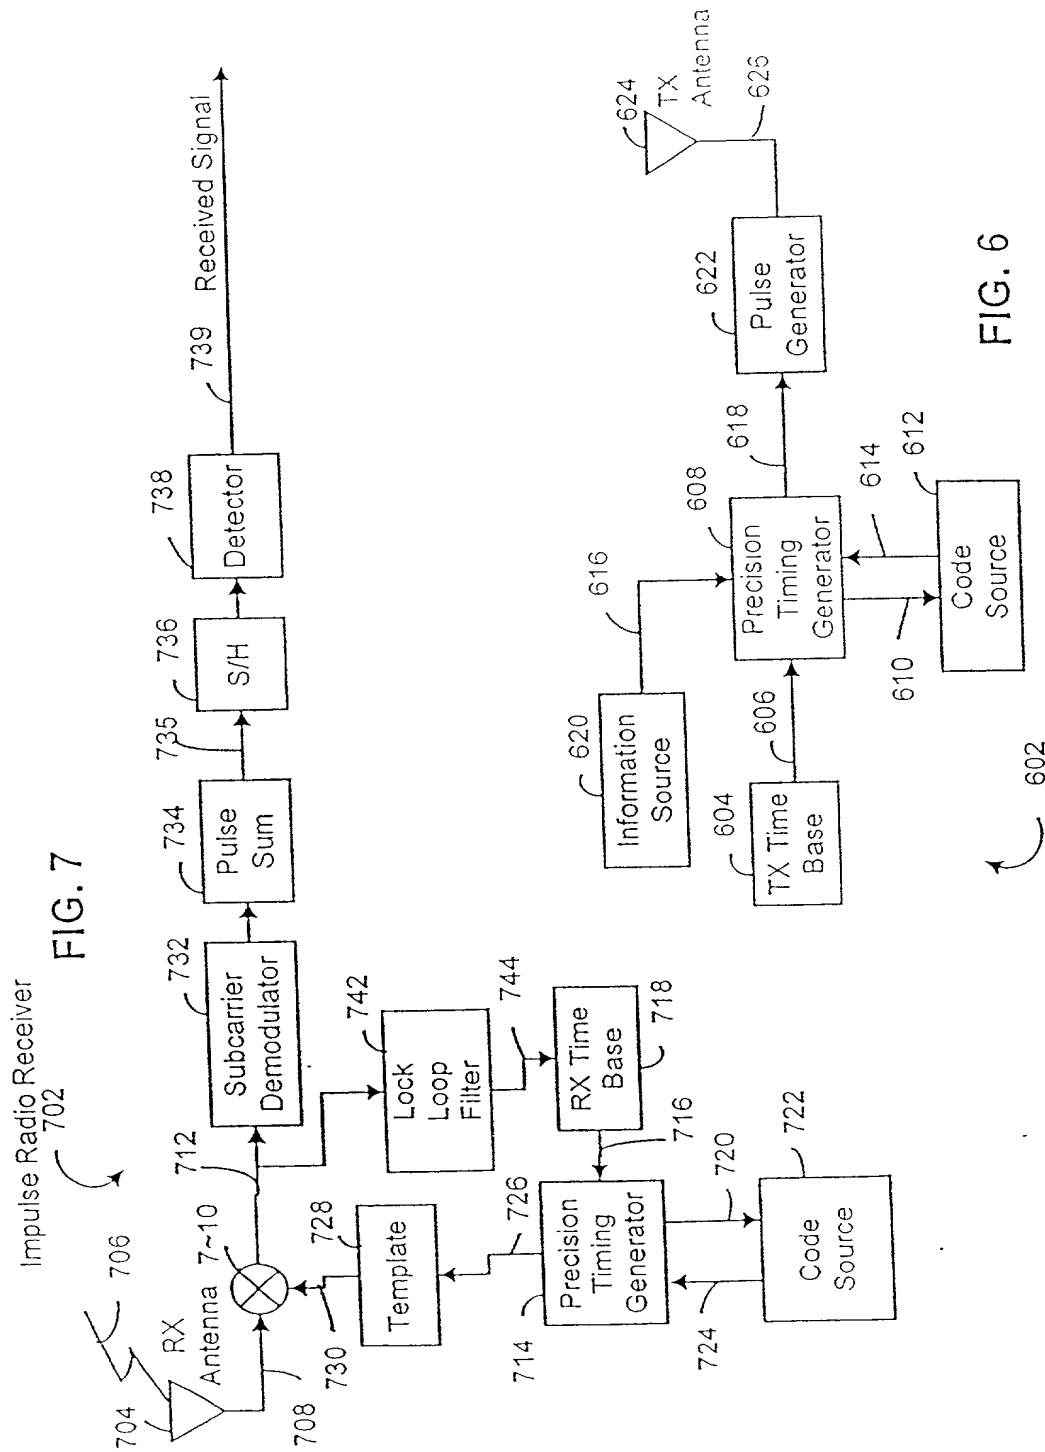 Impulse Radio Receiver
702
FIG. 7
706
704
RX
Antenna
708
7~10
712
732
Subcarrier
Demodulator
734
Pulse
Sum
735
736
S/H
738
Detector
739
Received Signal
742
Lock
Loop
Filter
744
RX Time
Base
718
716
728
Template
730
726
714
Precision
Timing
Generator
720
724
722
Code
Source
624
TX
Antenna
626
622
Pulse
Generator
618
608
Precision
Timing
Generator
616
620
Information
Source
604
TX Time
Base
606
610
614
612
Code
Source
602
FIG. 6